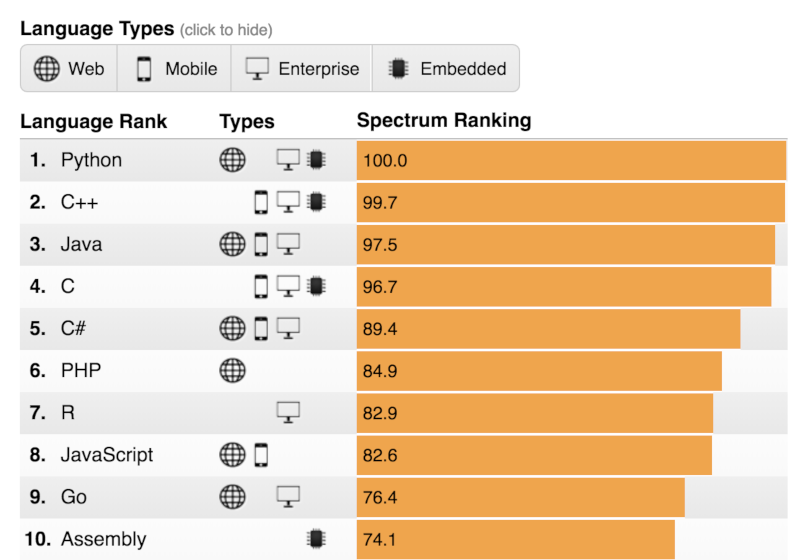 Language Types (click to hide)
Web Mobile Enterprise Embedded
Language Rank Types Spectrum Ranking
1. Python 100.0
2. C++ 99.7
3. Java 97.5
4. C 96.7
5. C# 89.4
6. PHP 84.9
7. R 82.9
8. JavaScript 82.6
9. Go 76.4
10. Assembly 74.1